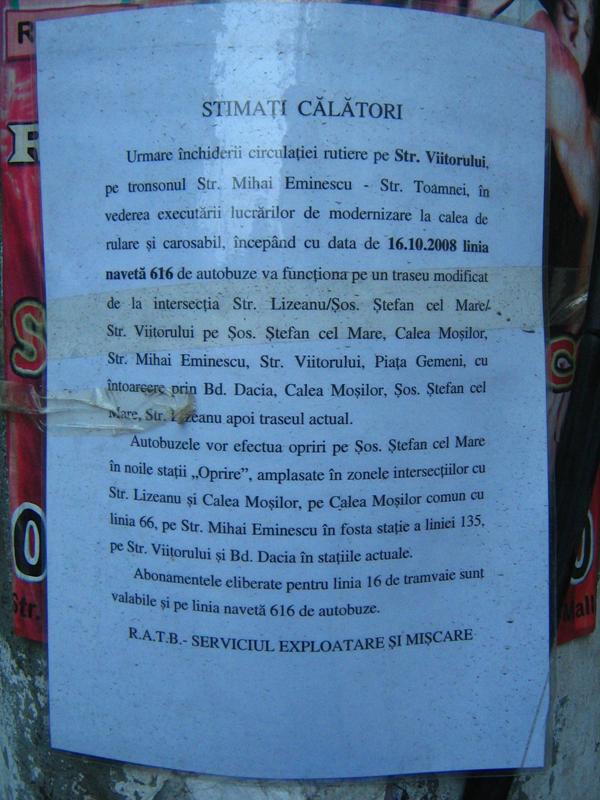 STIMAȚI CĂLĂTORI
Urmare închiderii circulației rutiere pe Str. Viitorului,
pe tronsonul Str. Mihai Eminescu - Str. Toamnei, în
vederea executării lucrărilor de modernizare la calea de
rulare și carosabil, începând cu data de 16.10.2008 linia
navetă 616 de autobuze va funcționa pe un traseu modificat
de la intersecția Str. Lizeanu/Șos. Ștefan cel Mare/-
Str. Viitorului pe Șos. Ștefan cel Mare, Calea Moșilor,
Str. Mihai Eminescu, Str. Viitorului, Piața Gemeni, cu
întoarcere prin Bd. Dacia, Calea Moșilor, Șos. Ștefan cel
Mare, Str. Lizeanu apoi traseul actual.
Autobuzele vor efectua opriri pe Șos. Ștefan cel Mare
în noile stații „Oprire”, amplasate în zonele intersecțiilor cu
Str. Lizeanu și Calea Moșilor, pe Calea Moșilor comun cu
linia 66, pe Str. Mihai Eminescu în fosta stație a liniei 135,
pe Str. Viitorului și Bd. Dacia în stațiile actuale.
Abonamentele eliberate pentru linia 16 de tramvaie sunt
valabile și pe linia navetă 616 de autobuze.
R.A.T.B.- SERVICIUL EXPLOATARE ȘI MIȘCARE
Str.